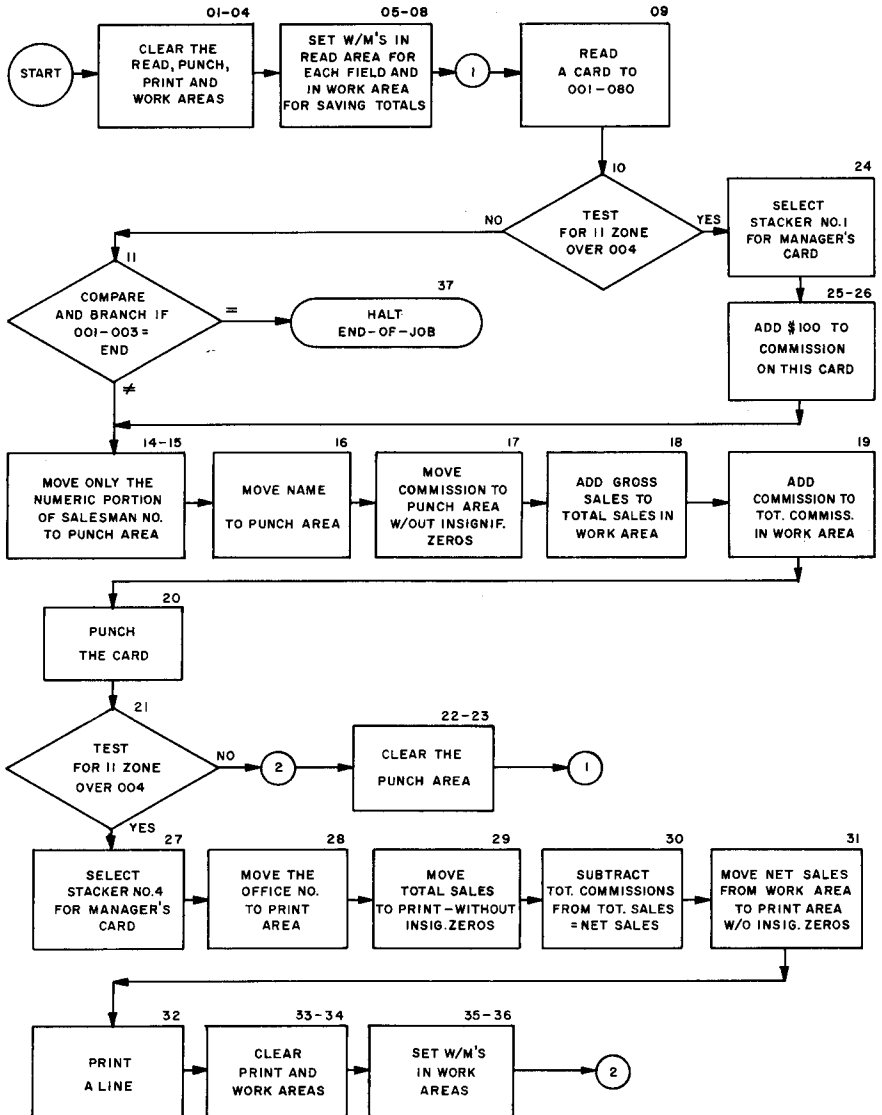 START
01-04
CLEAR THE
READ, PUNCH,
PRINT AND
WORK AREAS
05-08
SET W/M'S IN
READ AREA FOR
EACH FIELD AND
IN WORK AREA
FOR SAVING TOTALS
1
09
READ
A CARD TO
001-080
10
TEST
FOR 11 ZONE
OVER 004
NO
YES
24
SELECT
STACKER NO.1
FOR MANAGER'S
CARD
25-26
ADD $100 TO
COMMISSION
ON THIS CARD
11
COMPARE
AND BRANCH IF
001-003 =
END
=
≠
37
HALT
END-OF-JOB
14-15
MOVE ONLY THE
NUMERIC PORTION
OF SALESMAN NO.
TO PUNCH AREA
16
MOVE NAME
TO PUNCH AREA
17
MOVE
COMMISSION TO
PUNCH AREA
W/OUT INSIGNIF.
ZEROS
18
ADD GROSS
SALES TO
TOTAL SALES IN
WORK AREA
19
ADD
COMMISSION TO
TOT. COMMISS.
IN WORK AREA
20
PUNCH
THE CARD
21
TEST
FOR 11 ZONE
OVER 004
NO
YES
2
22-23
CLEAR THE
PUNCH AREA
1
27
SELECT
STACKER NO.4
FOR MANAGER'S
CARD
28
MOVE THE
OFFICE NO.
TO PRINT
AREA
29
MOVE
TOTAL SALES
TO PRINT-WITHOUT
INSIG. ZEROS
30
SUBTRACT
TOT. COMMISSIONS
FROM TOT. SALES
= NET SALES
31
MOVE NET SALES
FROM WORK AREA
TO PRINT AREA
W/O INSIG. ZEROS
32
PRINT
A LINE
33-34
CLEAR
PRINT AND
WORK AREAS
35-36
SET W/M'S
IN WORK
AREAS
2